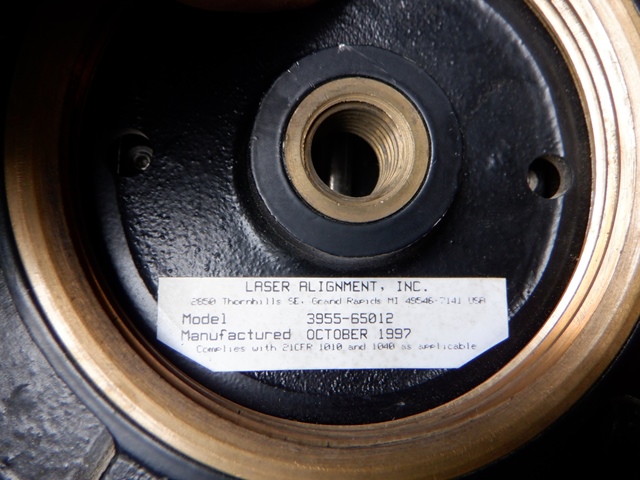 LASER ALIGNMENT, INC.
2850 Thornhills SE, Grand Rapids MI 49546-7141 USA
Model 3955-65012
Manufactured OCTOBER 1997
Complies with 21CFR 1010 and 1040 as applicable